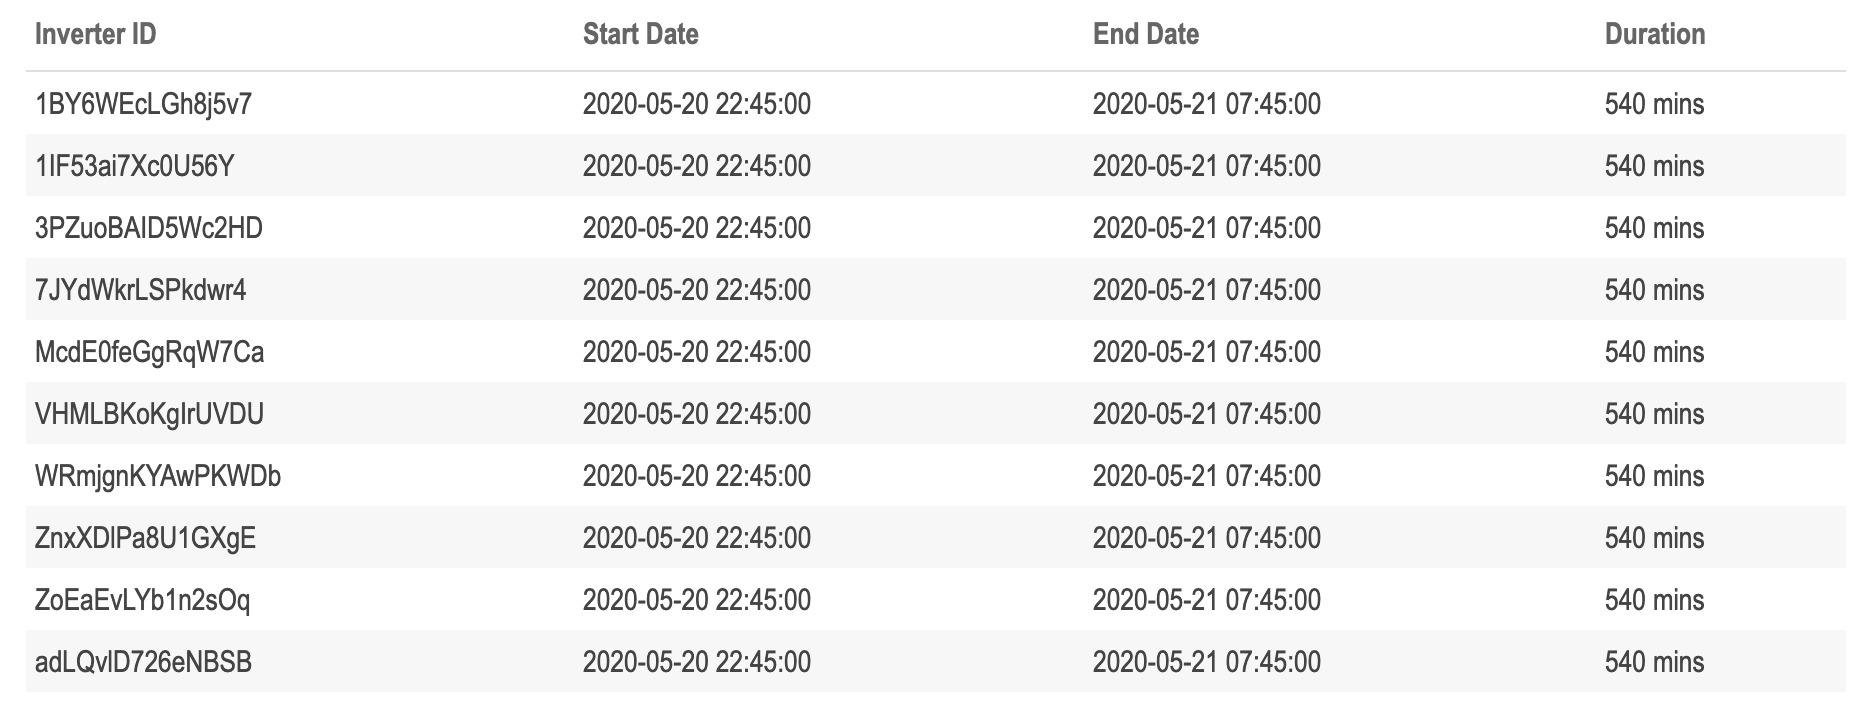 Inverter ID Start Date End Date Duration
1BY6WEcLGh8j5v7 2020-05-20 22:45:00 2020-05-21 07:45:00 540 mins
1IF53ai7Xc0U56Y 2020-05-20 22:45:00 2020-05-21 07:45:00 540 mins
3PZuoBAID5Wc2HD 2020-05-20 22:45:00 2020-05-21 07:45:00 540 mins
7JYdWkrLSPkdwr4 2020-05-20 22:45:00 2020-05-21 07:45:00 540 mins
McdE0feGgRqW7Ca 2020-05-20 22:45:00 2020-05-21 07:45:00 540 mins
VHMLBKoKgIrUVDU 2020-05-20 22:45:00 2020-05-21 07:45:00 540 mins
WRmjgnKYAwPKWDb 2020-05-20 22:45:00 2020-05-21 07:45:00 540 mins
ZnxXDlPa8U1GXgE 2020-05-20 22:45:00 2020-05-21 07:45:00 540 mins
ZoEaEvLYb1n2sOq 2020-05-20 22:45:00 2020-05-21 07:45:00 540 mins
adLQvlD726eNBSB 2020-05-20 22:45:00 2020-05-21 07:45:00 540 mins